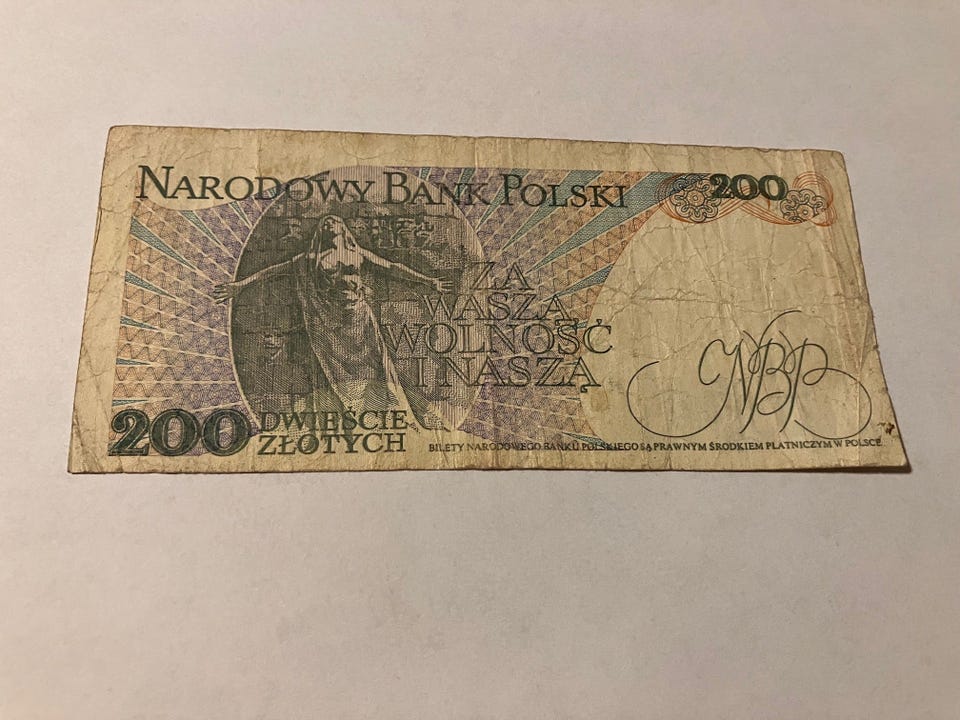 NARODOWY BANK POLSKI 200
ZA
WASZĄ
WOLNOŚĆ
I NASZĄ
NBP
200 DWIEŚCIE
ZŁOTYCH
BILETY NARODOWEGO BANKU POLSKIEGO SĄ PRAWNYM ŚRODKIEM PŁATNICZYM W POLSCE